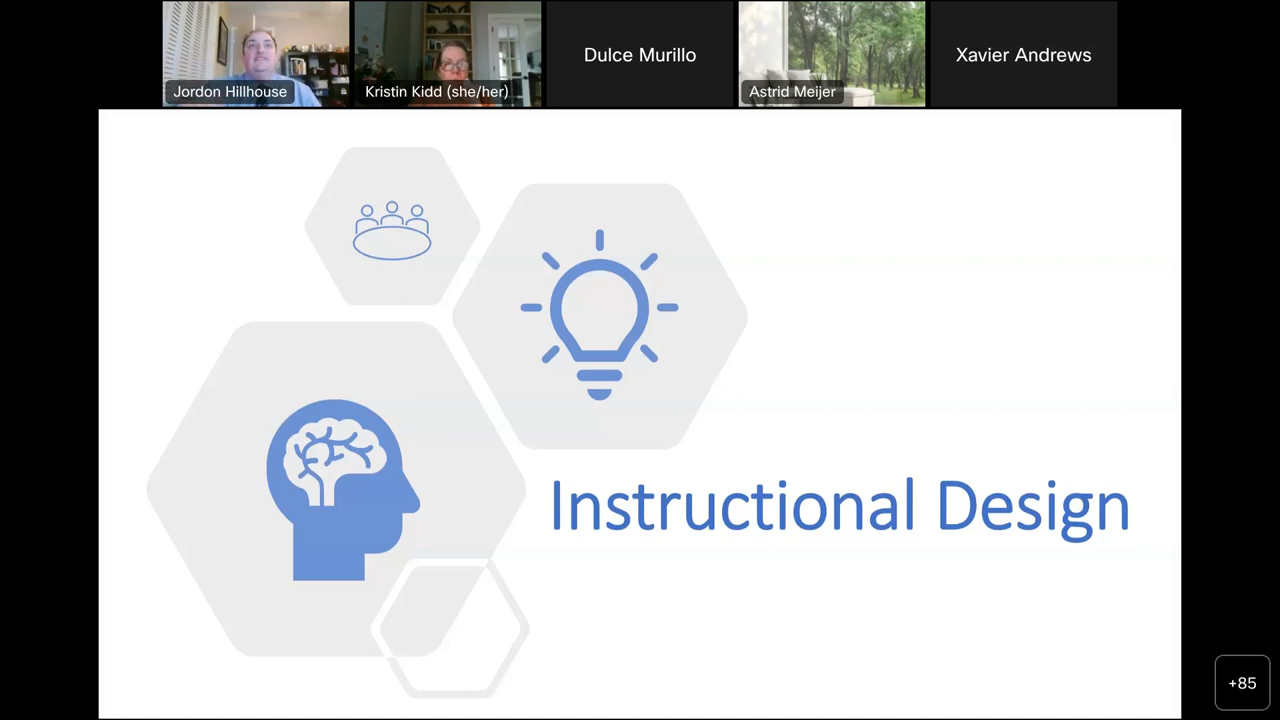 Jordon Hillhouse
Kristin Kidd (she/her)
Dulce Murillo
Astrid Meijer
Xavier Andrews
Instructional Design
+85